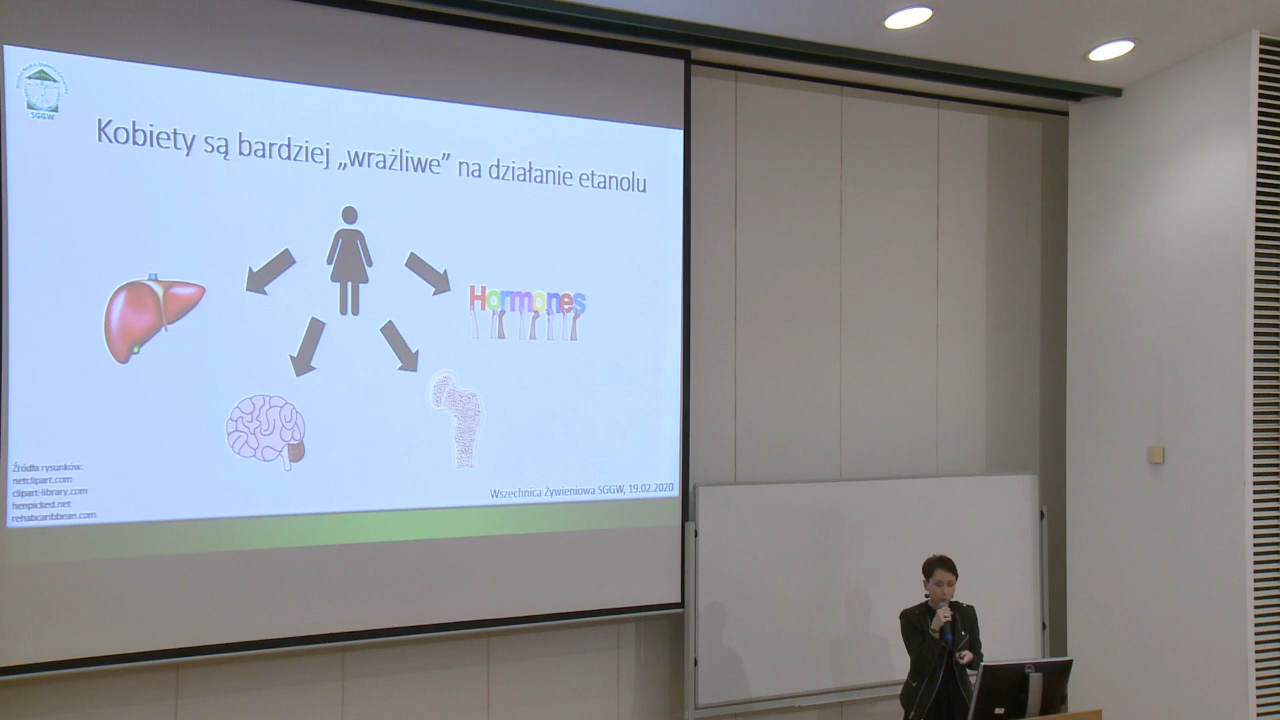 SGGW
Kobiety są bardziej „wrażliwe” na działanie etanolu
Hormones
Źródła rysunków:
netclipart.com
clipart-library.com
henpicked.net
rehabcaribbean.com
Wszechnica Żywieniowa SGGW, 19.02.2020